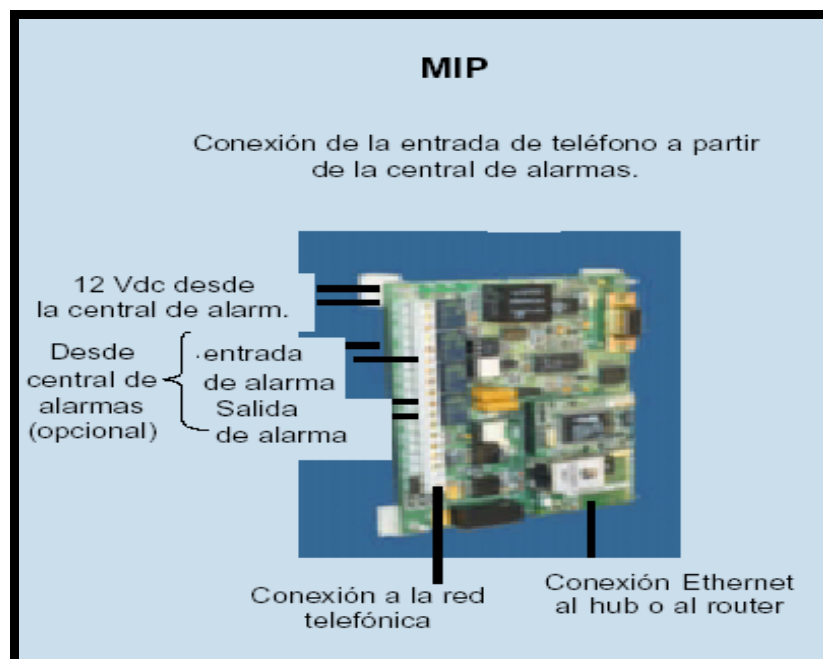 MIP
Conexión de la entrada de teléfono a partir
de la central de alarmas.
12 Vdc desde
la central de alarm.
Desde
central de
alarmas
(opcional)
.entrada
de alarma
Salida
de alarma
Conexión a la red
telefónica
Conexión Ethernet
al hub o al router